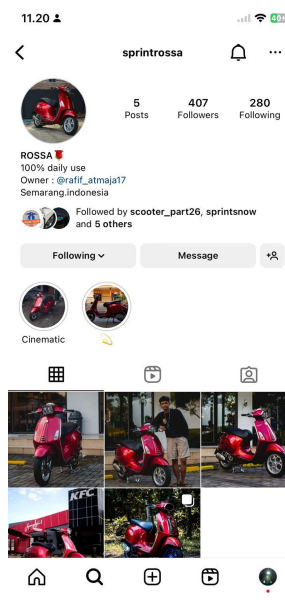 11.20
40
sprintrossa
5
407
280
Posts
Followers
Following
ROSSA
100% daily use
Owner : @rafif_atmaja17
Semarang.indonesia
Followed by scooter_part26, sprintsnow
and 5 others
Following
Message
Cinematic
KFC